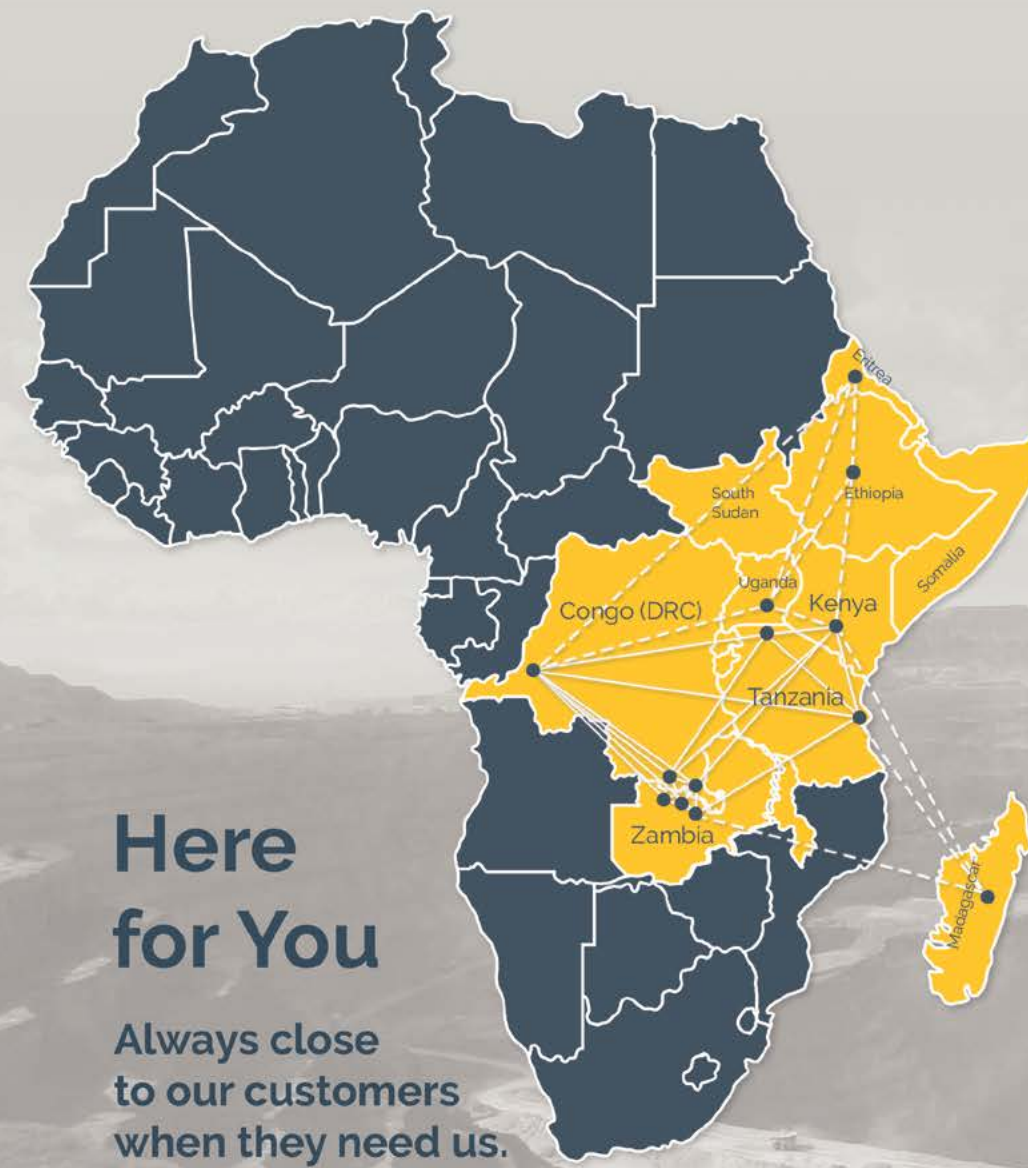 Eritrea
South
Sudan
Ethiopia
Somalia
Uganda
Congo (DRC)
Kenya
Tanzania
Zambia
Madagascar
Here
for You
Always close
to our customers
when they need us.